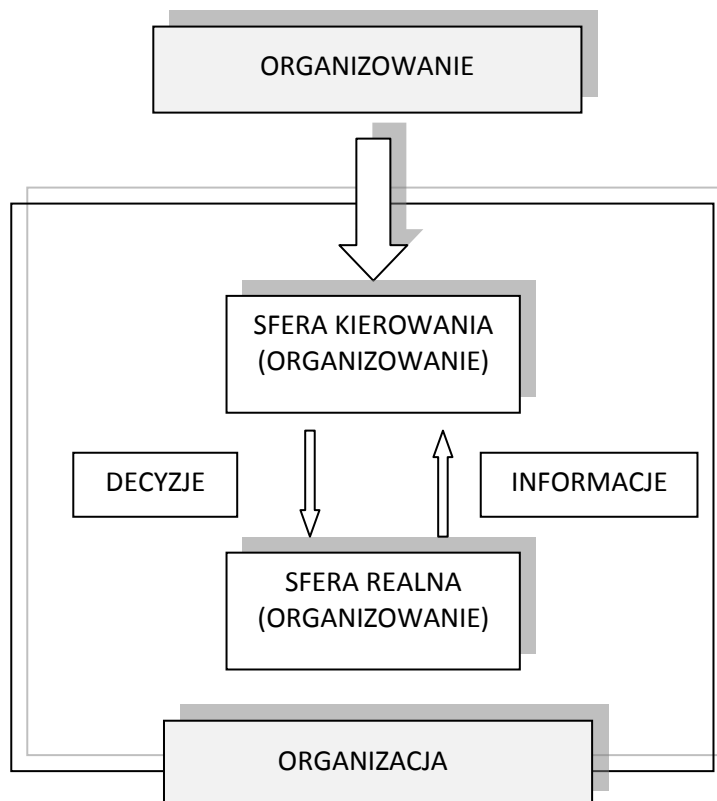 ORGANIZOWANIE
SFERA KIEROWANIA
(ORGANIZOWANIE)
DECYZJE
INFORMACJE
SFERA REALNA
(ORGANIZOWANIE)
ORGANIZACJA